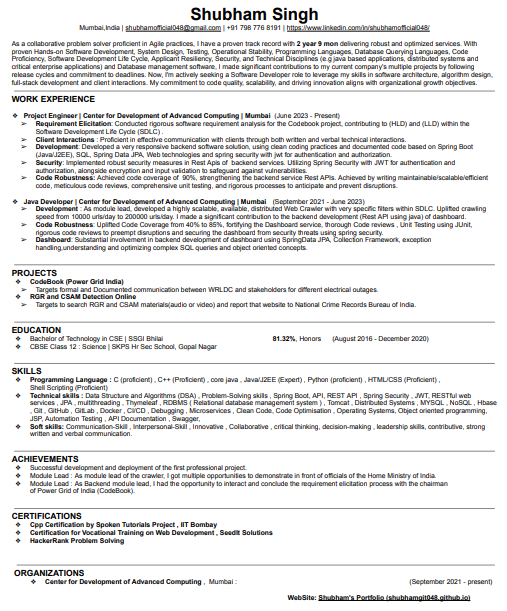 Shubham Singh
Mumbai,India | shubhamofficial048@gmail.com | +91 798 776 8191 | https://www.linkedin.com/in/shubhamofficial048/
As a collaborative problem solver proficient in Agile practices, I have a proven track record with 2 year 9 mon delivering robust and optimized services. With
proven Hands-on Software Development, System Design, Testing, Operational Stability, Programming Languages, Database Querying Languages, Code
Proficiency, Software Development Life Cycle, Applicant Resiliency, Security, and Technical Disciplines (e.g java based applications, distributed systems and
critical enterprise applications) and Database management software, I made significant contributions to my current company's multiple projects by following
release cycles and commitment to deadlines. Now, I'm actively seeking a Software Developer role to leverage my skills in software architecture, algorithm design,
full-stack development and client interactions. My commitment to code quality, scalability, and driving innovation aligns with organizational growth objectives.
WORK EXPERIENCE
❖ Project Engineer | Center for Development of Advanced Computing | Mumbai (June 2023 - Present)
➢ Requirement Elicitation: Conducted rigorous software requirement analysis for the Codebook project, contributing to (HLD) and (LLD) within the
Software Development Life Cycle (SDLC) .
➢ Client Interactions : Proficient in effective communication with clients through both written and verbal technical interactions.
➢ Development: Developed a very responsive backend software solution, using clean coding practices and documented code based on Spring Boot
(Java/J2EE), SQL, Spring Data JPA, Web technologies and spring security with jwt for authentication and authorization.
➢ Security: Implemented robust security measures in Rest Apis of backend modules. Utilizing Spring Security with JWT for authentication and
authorization, alongside encryption and input validation to safeguard against vulnerabilities.
➢ Code Robustness: Achieved code coverage of 90%, strengthening the backend service Rest APIs. Achieved by writing maintainable/scalable/efficient
code, meticulous code reviews, comprehensive unit testing, and rigorous processes to anticipate and prevent disruptions.
❖ Java Developer | Center for Development of Advanced Computing | Mumbai (September 2021 - June 2023)
➢ Development : As module lead, developed a highly scalable, available, distributed Web Crawler with very specific filters within SDLC. Uplifted crawling
speed from 10000 urls/day to 200000 urls/day. I made a significant contribution to the backend development (Rest API using java) of dashboard.
➢ Code Robustness: Uplifted Code Coverage from 40% to 85%, fortifying the Dashboard service, thorough Code reviews , Unit Testing using JUnit,
rigorous code reviews to preempt disruptions and securing the dashboard from security threats using spring security.
➢ Dashboard: Substantial involvement in backend development of dashboard using SpringData JPA, Collection Framework, exception
handling,understanding and optimizing complex SQL queries and object oriented concepts.
PROJECTS
❖ CodeBook (Power Grid India)
➢ Targets formal and Documented communication between WRLDC and stakeholders for different electrical outages.
❖ RGR and CSAM Detection Online
➢ Targets to search RGR and CSAM materials(audio or video) and report that website to National Crime Records Bureau of India.
EDUCATION
❖ Bachelor of Technology in CSE | SSGI Bhilai 81.32%, Honors (August 2016 - December 2020)
❖ CBSE Class 12 : Science | SKPS Hr Sec School, Gopal Nagar
SKILLS
❖ Programming Language : C (proficient) , C++ (Proficient) , core java , Java/J2EE (Expert) , Python (proficient) , HTML/CSS (Proficient) ,
Shell Scripting (Proficient)
❖ Technical skills : Data Structure and Algorithms (DSA) , Problem-Solving skills , Spring Boot, API, REST API , Spring Security , JWT, RESTful web
services , JPA , multithreading , Thymeleaf , RDBMS ( Relational database management system ) , Tomcat , Distributed Systems , MYSQL , NoSQL , Hbase
, Git , GitHub , GitLab , Docker , CI/CD , Debugging , Microservices , Clean Code, Code Optimisation , Operating Systems, Object oriented programming,
JSP, Automation Testing , API Documentation , Swagger,
❖ Soft skills: Communication-Skill , Interpersonal-Skill , Innovative , Collaborative , critical thinking, decision-making , leadership skills, contributive, strong
written and verbal communication.
ACHIEVEMENTS
❖ Successful development and deployment of the first professional project.
❖ Module Lead : As module lead of the crawler, I got multiple opportunities to demonstrate in front of officials of the Home Ministry of India.
❖ Module Lead : As Backend module lead, I had the opportunity to interact and conclude the requirement elicitation process with the chairman
of Power Grid of India (CodeBook).
CERTIFICATIONS
❖ Cpp Certification by Spoken Tutorials Project , IIT Bombay
❖ Certification for Vocational Training on Web Development , SeedIt Solutions
❖ HackerRank Problem Solving
ORGANIZATIONS
❖ Center for Development of Advanced Computing , Mumbai : (September 2021 - present)
WebSite: Shubham's Portfolio (shubhamgit048.github.io)